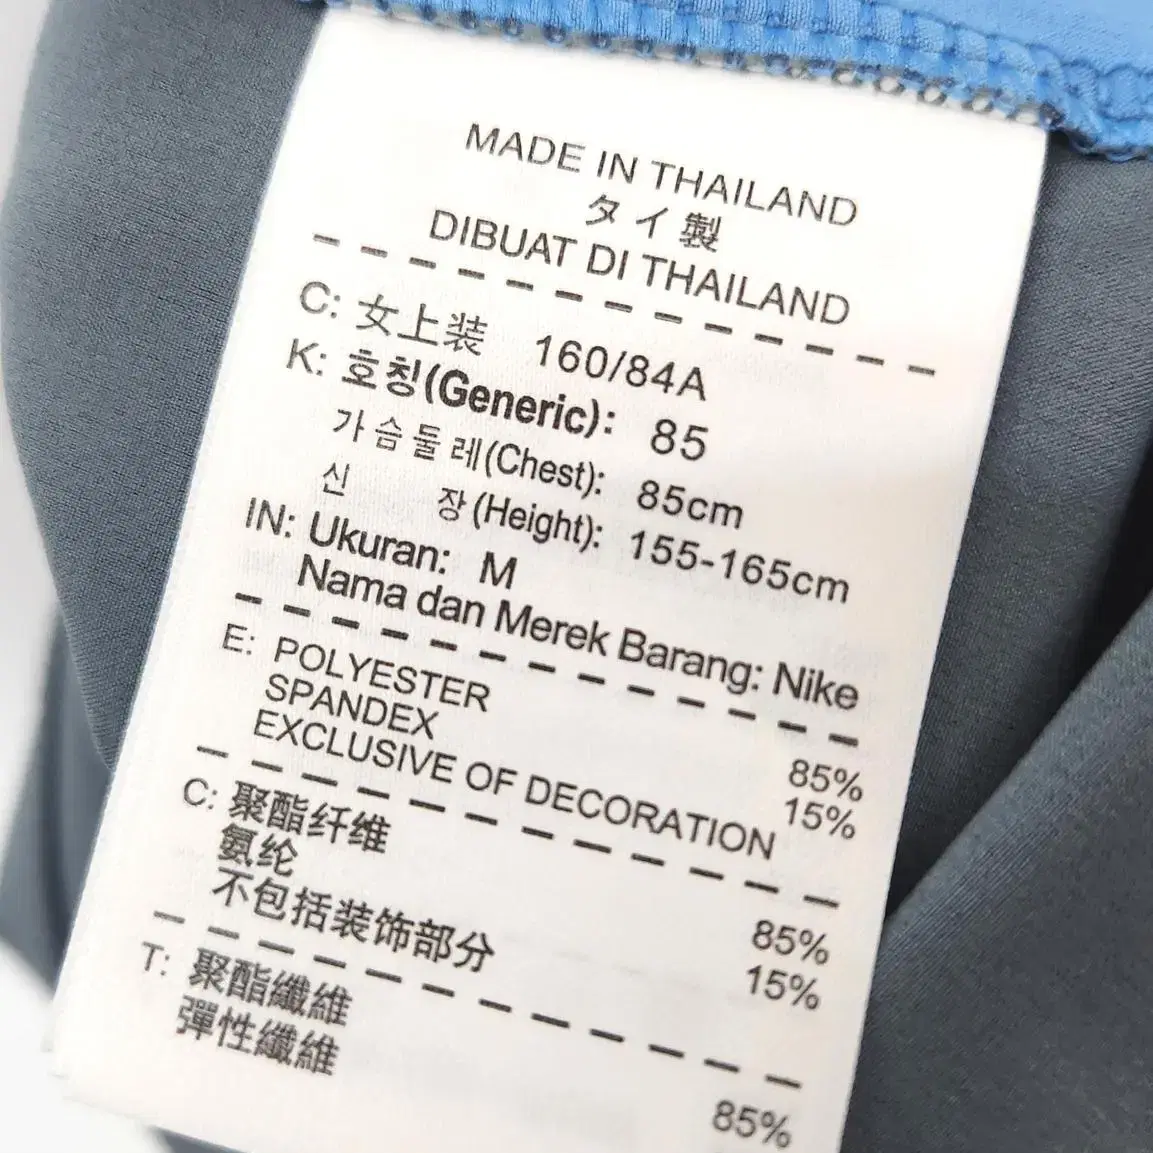 MADE IN THAILAND
タイ製
DIBUAT DI THAILAND
C: 女上装 160/84A
K: 호칭(Generic): 85
가슴둘레(Chest): 85cm
신 장(Height): 155-165cm
IN: Ukuran: M
Nama dan Merek Barang: Nike
E: POLYESTER 85%
SPANDEX 15%
EXCLUSIVE OF DECORATION
C: 聚酯纤维 85%
氨纶 15%
不包括装饰部分
T: 聚酯纖維 85%
彈性纖維